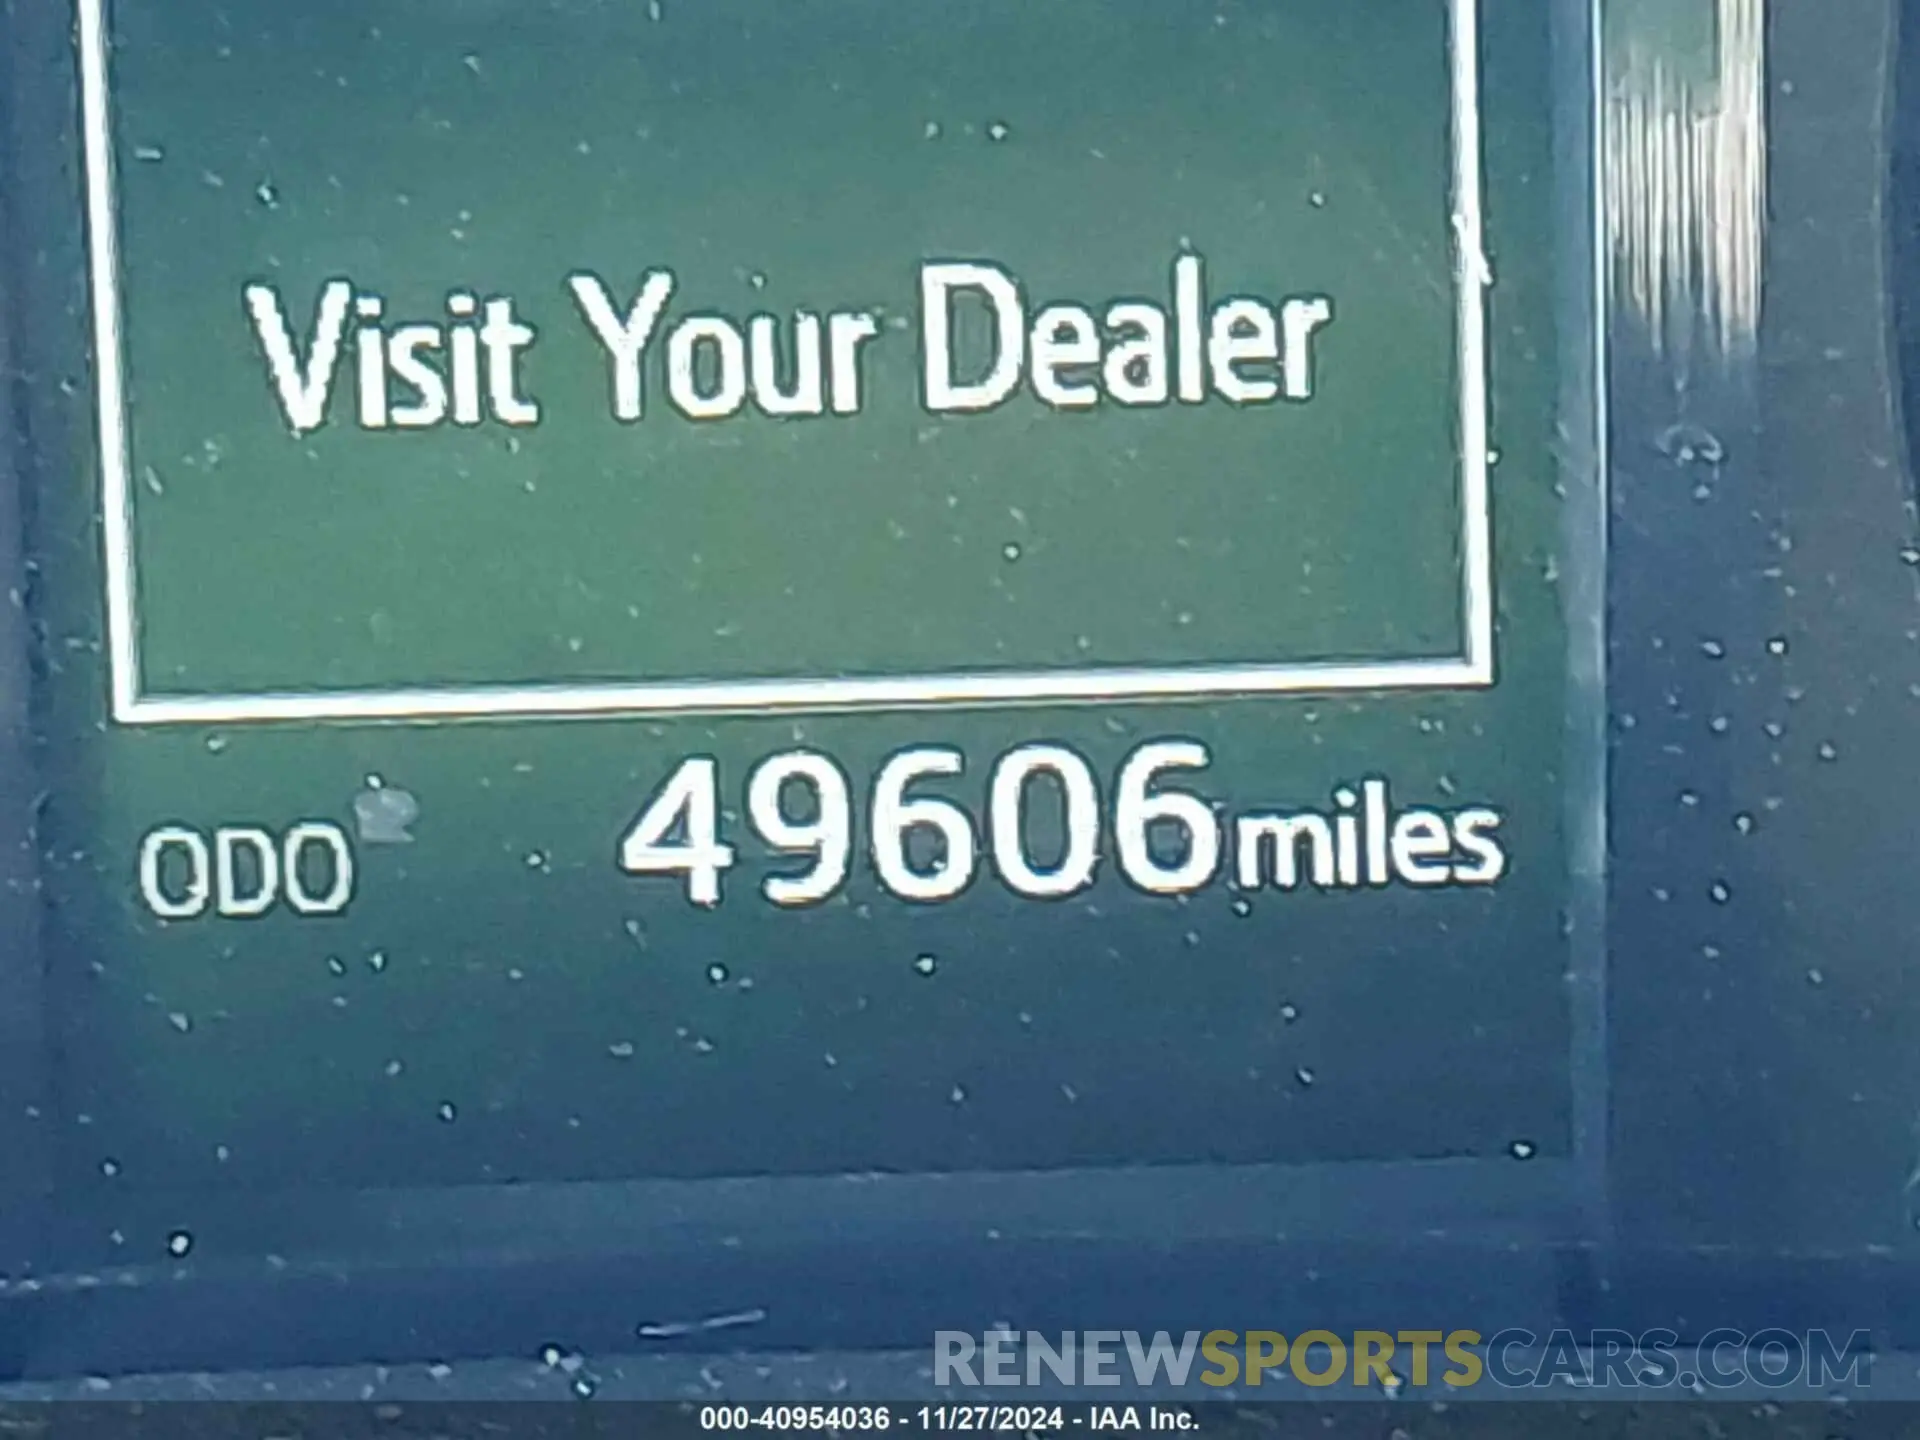 Visit Your Dealer
ODO 49606 miles
RENEWSPORTSCARS.COM
000-40954036 - 11/27/2024 - IAA Inc.